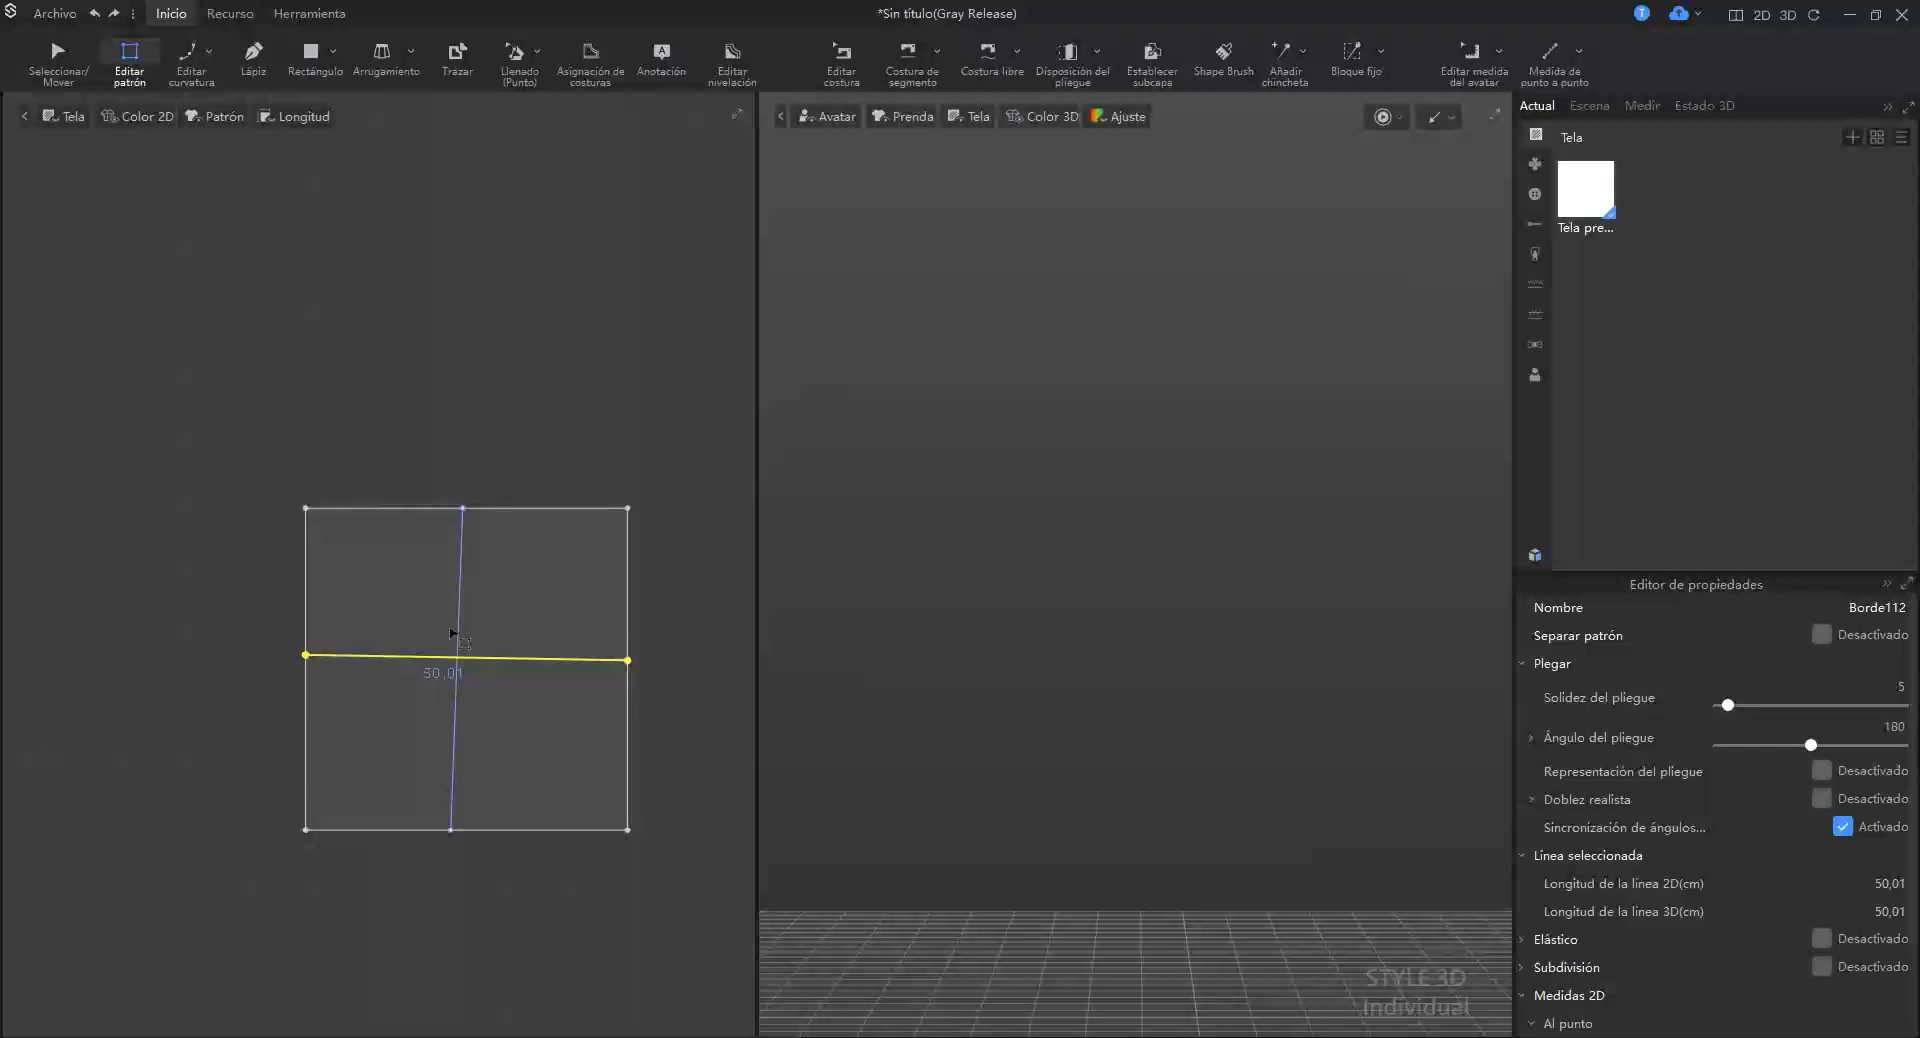 Archivo Inicio Recurso Herramienta *Sin título(Gray Release) T 2D 3D
Seleccionar/ Mover
Editar patrón
Editar curvatura
Lápiz
Rectángulo
Arrugamiento
Trazar
Llenado (Punto)
Asignación de costuras
Anotación
Editar nivelación
Editar costura
Costura de segmento
Costura libre
Disposición del pliegue
Establecer subcapa
Shape Brush
Añadir chincheta
Bloque fijo
Editar medida del avatar
Medida de punto a punto
Tela Color 2D Patrón Longitud
Avatar Prenda Tela Color 3D Ajuste
Actual Escena Medir Estado 3D
Tela
Tela pre...
50,01
STYLE 3D
Individual
Editor de propiedades
Nombre Borde112
Separar patrón Desactivado
Plegar
Solidez del pliegue 5
Ángulo del pliegue 180
Representación del pliegue Desactivado
Doblez realista Desactivado
Sincronización de ángulos... Activado
Línea seleccionada
Longitud de la línea 2D(cm) 50,01
Longitud de la línea 3D(cm) 50,01
Elástico Desactivado
Subdivisión Desactivado
Medidas 2D
Al punto